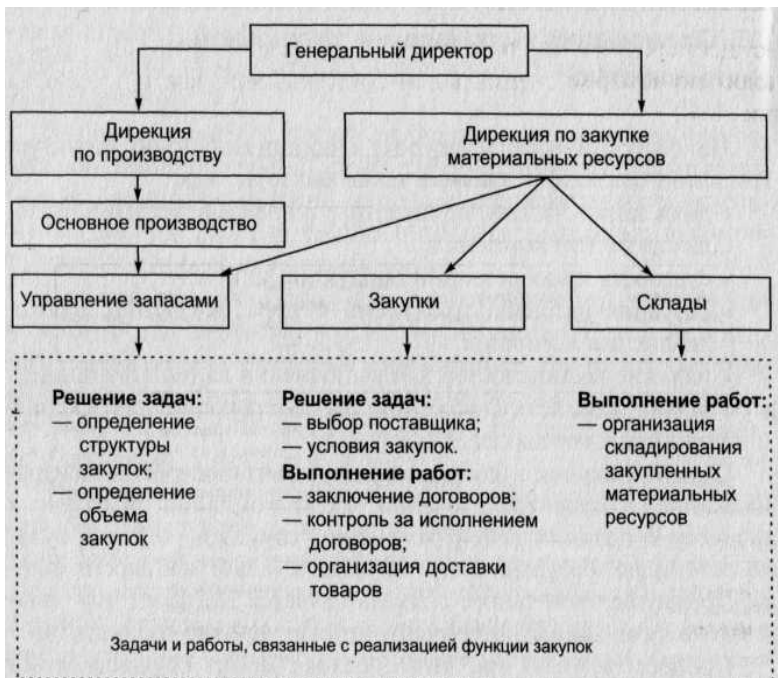 Генеральный директор
Дирекция
по производству
Дирекция по закупке
материальных ресурсов
Основное производство
Управление запасами
Закупки
Склады
Решение задач:
— определение
структуры
закупок;
— определение
объема
закупок
Решение задач:
— выбор поставщика;
— условия закупок.
Выполнение работ:
— заключение договоров;
— контроль за исполнением
договоров;
— организация доставки
товаров
Выполнение работ:
— организация
складирования
закупленных
материальных
ресурсов
Задачи и работы, связанные с реализацией функции закупок